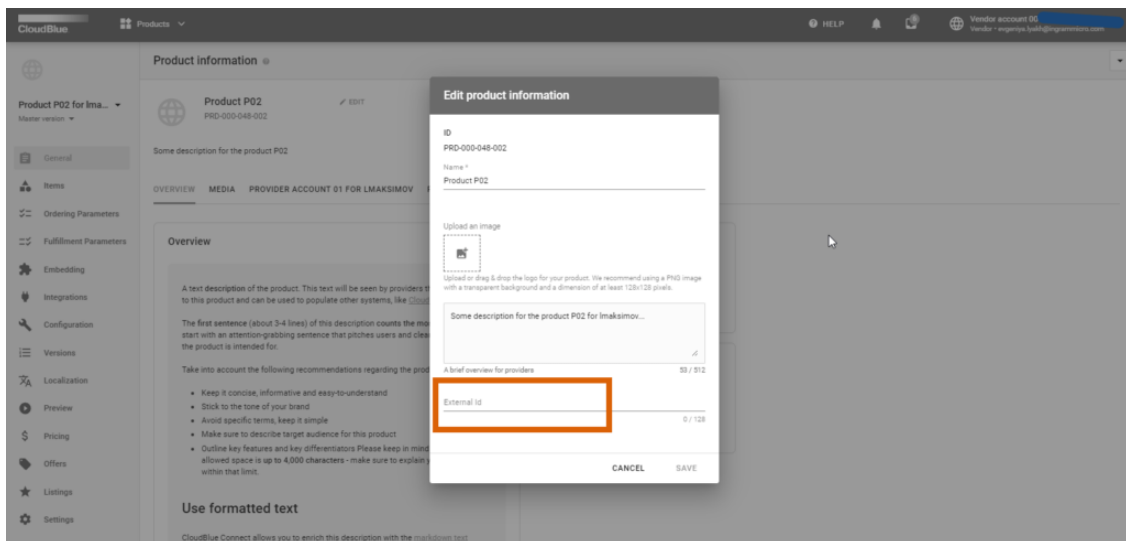 CloudBlue
Products
HELP
Vendor account 00
Product information
Product P02 for lma...
Master version
Product P02
EDIT
PRD-000-048-002
Some description for the product P02
General
Items
Ordering Parameters
Fulfillment Parameters
Embedding
Integrations
Configuration
Versions
Localization
Preview
Pricing
Offers
Listings
Settings
OVERVIEW MEDIA PROVIDER ACCOUNT 01 FOR LMAKSIMOV
Overview
A text description of the product. This text will be seen by providers
to this product and can be used to populate other systems, like
The first sentence (about 3-4 lines) of this description counts the
start with an attention-grabbing sentence that pitches users and
the product is intended for.
Take into account the following recommendations regarding the
Keep it concise, informative and easy-to-understand
Stick to the tone of your brand
Avoid specific terms, keep it simple
Make sure to describe target audience for this product
Outline key features and key differentiators Please keep in mind
allowed space is up to 4,000 characters - make sure to explain
within that limit.
Use formatted text
CloudBlue Connect allows you to enrich this description with the markdown text
Edit product information
ID
PRD-000-048-002
Name *
Product P02
Upload an image
Upload or drag & drop the logo for your product. We recommend using a PNG image
with a transparent background and a dimension of at least 128x128 pixels.
Some description for the product P02 for lmaksimov...
A brief overview for providers 53 / 512
External Id
0 / 128
CANCEL SAVE